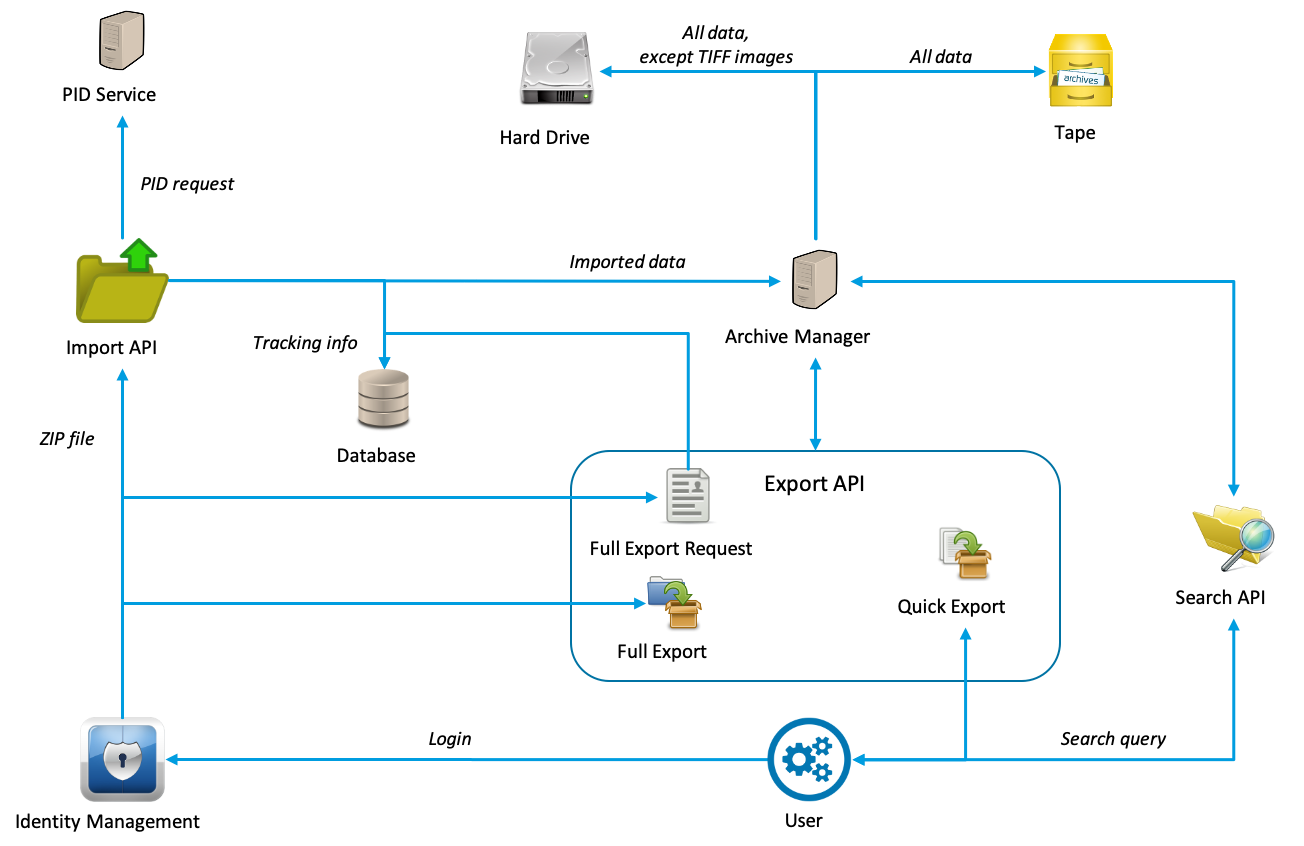 All data,
except TIFF images
All data
archives
PID Service
Hard Drive
Tape
PID request
Imported data
Archive Manager
Import API
Tracking info
ZIP file
Database
Export API
Full Export Request
Quick Export
Search API
Full Export
Login
Search query
Identity Management
User